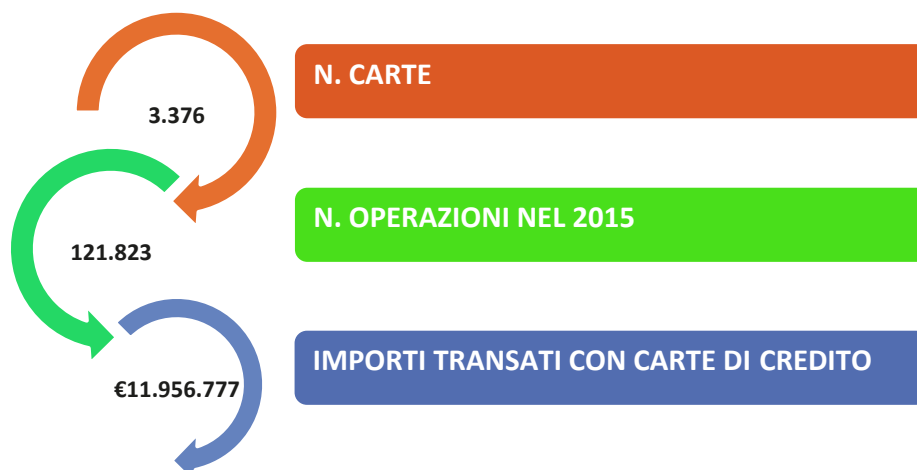 3.376
N. CARTE
121.823
N. OPERAZIONI NEL 2015
€11.956.777
IMPORTI TRANSATI CON CARTE DI CREDITO